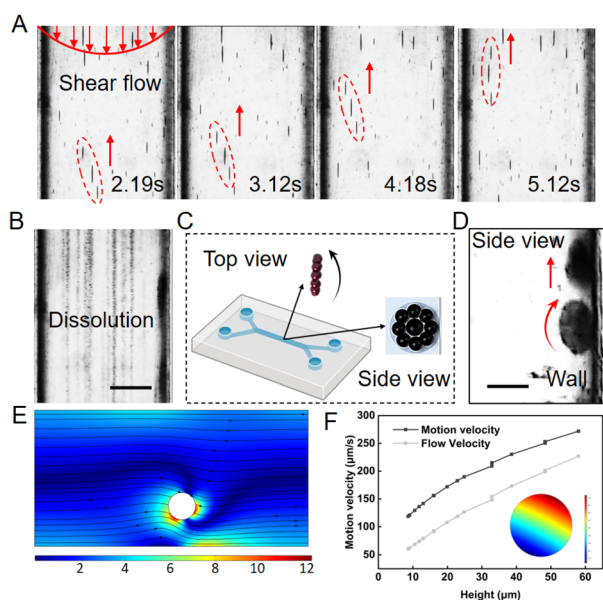 A
Shear flow
2.19s
3.12s
4.18s
5.12s
B
Dissolution
C
Top view
Side view
D
Side view
Wall
E
2 4 6 8 10 12
F
Motion velocity
Flow Velocity
Motion velocity (μm/s)
300
250
200
150
100
50
0 10 20 30 40 50 60
Height (μm)